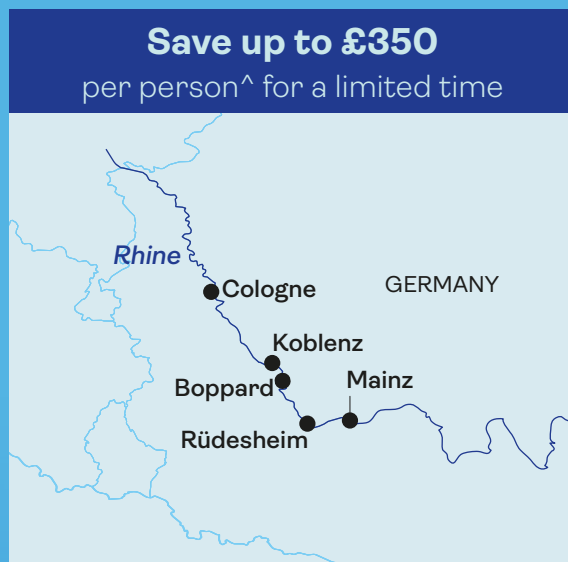 Save up to £350
per person^ for a limited time
Rhine
Cologne
GERMANY
Koblenz
Boppard
Mainz
Rüdesheim